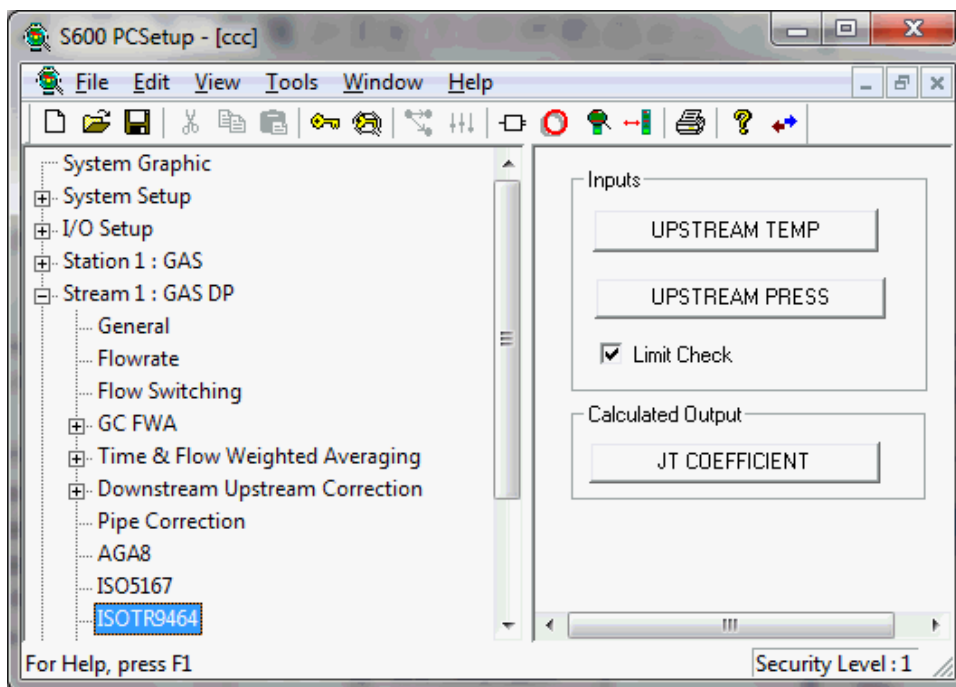 S600 PCSetup - [ccc]
File Edit View Tools Window Help
System Graphic
System Setup
I/O Setup
Station 1 : GAS
Stream 1 : GAS DP
General
Flowrate
Flow Switching
GC FWA
Time & Flow Weighted Averaging
Downstream Upstream Correction
Pipe Correction
AGA8
ISO5167
ISOTR9464
Inputs
UPSTREAM TEMP
UPSTREAM PRESS
Limit Check
Calculated Output
JT COEFFICIENT
For Help, press F1
Security Level : 1